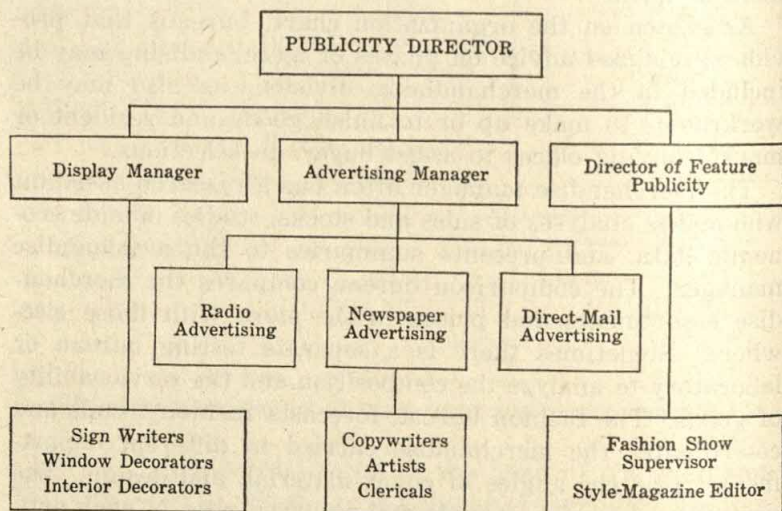 PUBLICITY DIRECTOR
Display Manager
Advertising Manager
Director of Feature
Publicity
Radio
Advertising
Newspaper
Advertising
Direct-Mail
Advertising
Sign Writers
Window Decorators
Interior Decorators
Copywriters
Artists
Clericals
Fashion Show
Supervisor
Style-Magazine Editor